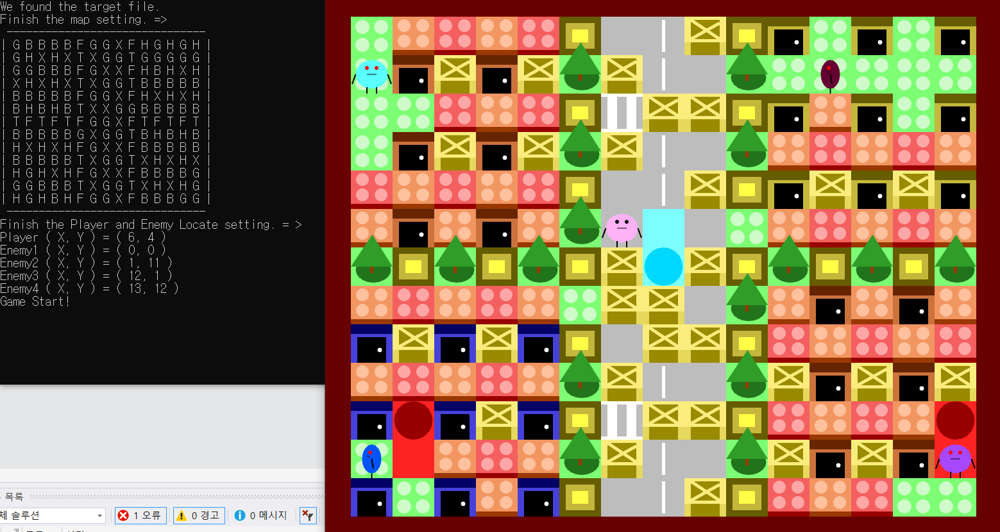 We found the target file.
Finish the map setting. =>
-------------------------------
| G B B B B F G G X F H G H G H |
| G H X H X T X G G T G G G G G |
| G G B B B F G X X F H B H X H |
| X H X H X T X G G T B B B B B |
| B B B B B F G G X F H X H X H |
| B H B H B T X X G G B B B B B |
| T F T F T F G G X F T F T F T |
| B B B B B G X G G T B H B H B |
| H X H X H F G X X F B B B B B |
| B B B B B T X G G T X H X H X |
| H G H X H F G X X F B B B B G |
| G G B B B T X G G T X H X H G |
| H G H B H F G G X F B B B G G |
-------------------------------
Finish the Player and Enemy Locate setting. = >
Player ( X, Y ) = ( 6, 4 )
Enemy1 ( X, Y ) = ( 0, 0 )
Enemy2 ( X, Y ) = ( 1, 11 )
Enemy3 ( X, Y ) = ( 12, 1 )
Enemy4 ( X, Y ) = ( 13, 12 )
Game Start!
목록
체 솔루션
1 오류
0 경고
0 메시지